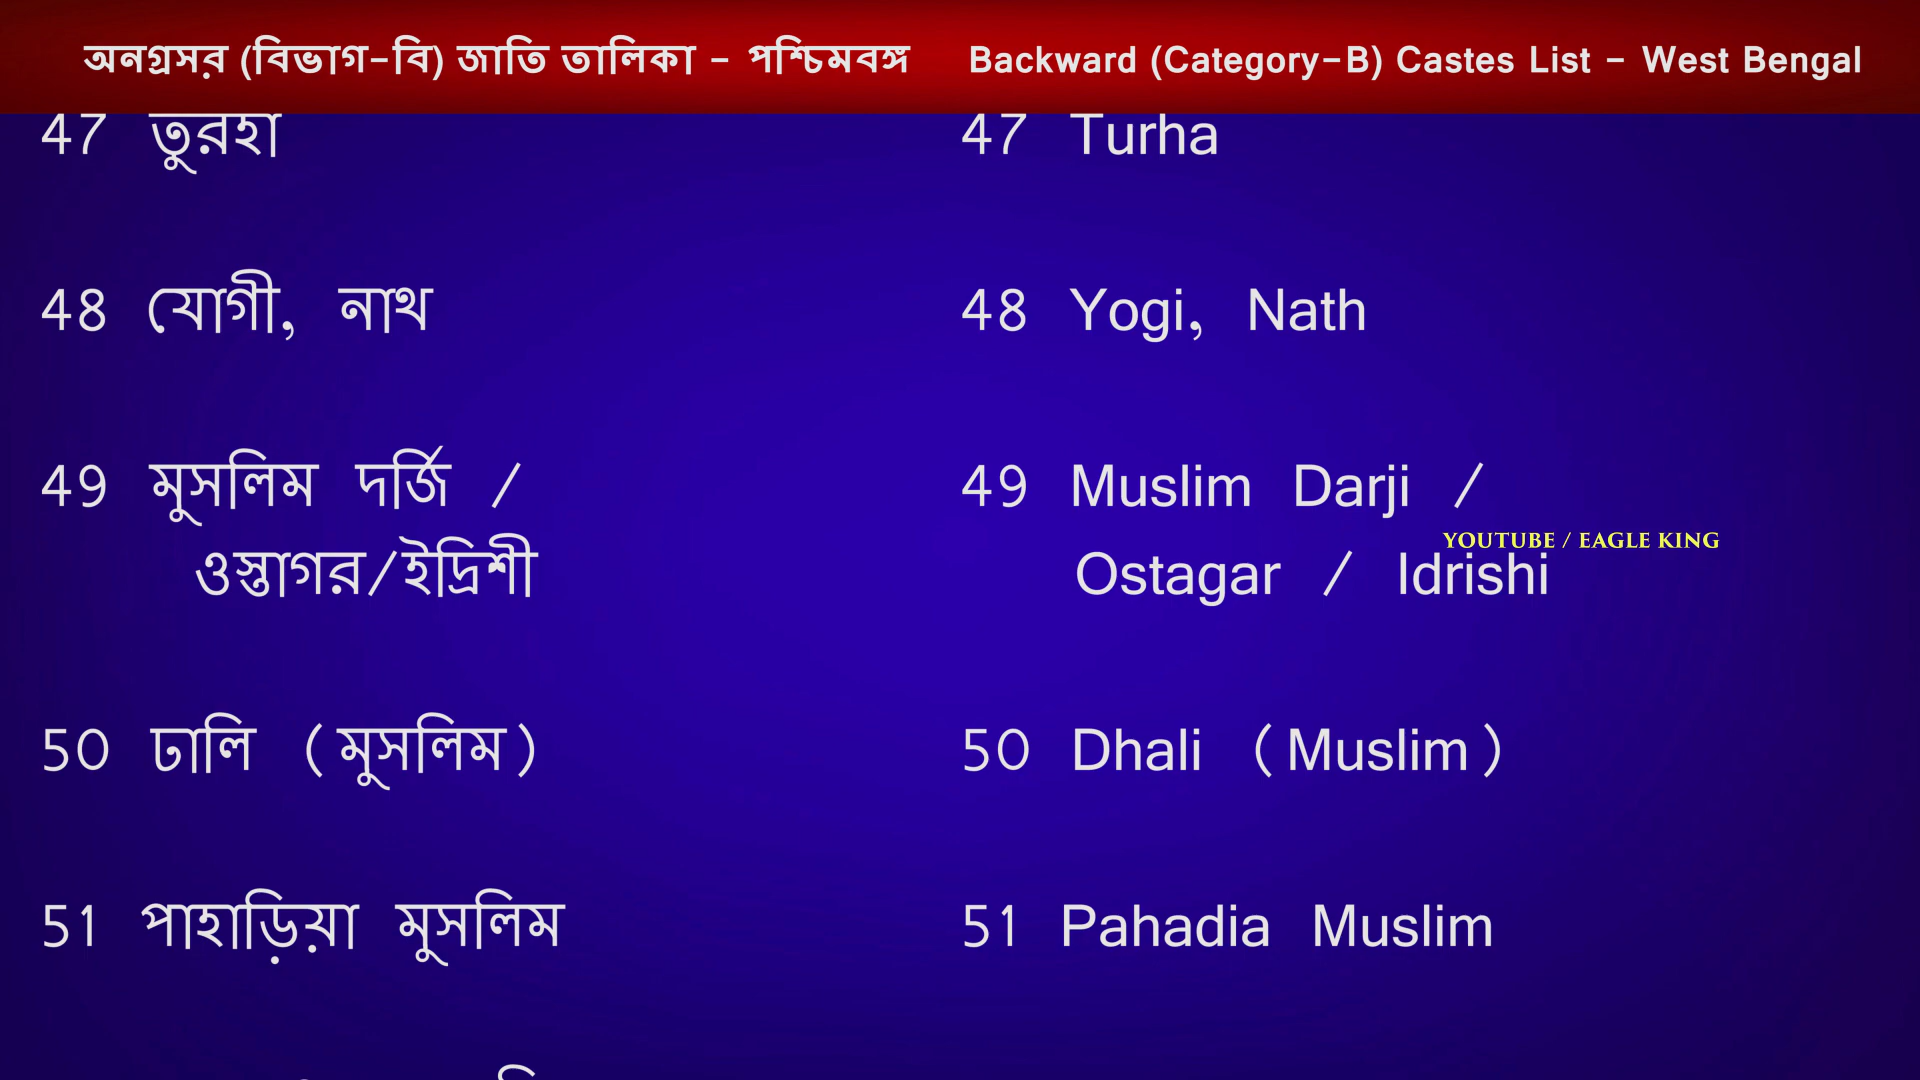 অনগ্রসর (বিভাগ-বি) জাতি তালিকা - পশ্চিমবঙ্গ
Backward (Category-B) Castes List - West Bengal
47 তুরহা
47 Turha
48 যোগী, নাথ
48 Yogi, Nath
49 মুসলিম দর্জি /
ওস্তাগর/ইদ্রিশী
49 Muslim Darji /
Ostagar / Idrishi
YOUTUBE / EAGLE KING
50 ঢালি (মুসলিম)
50 Dhali (Muslim)
51 পাহাড়িয়া মুসলিম
51 Pahadia Muslim